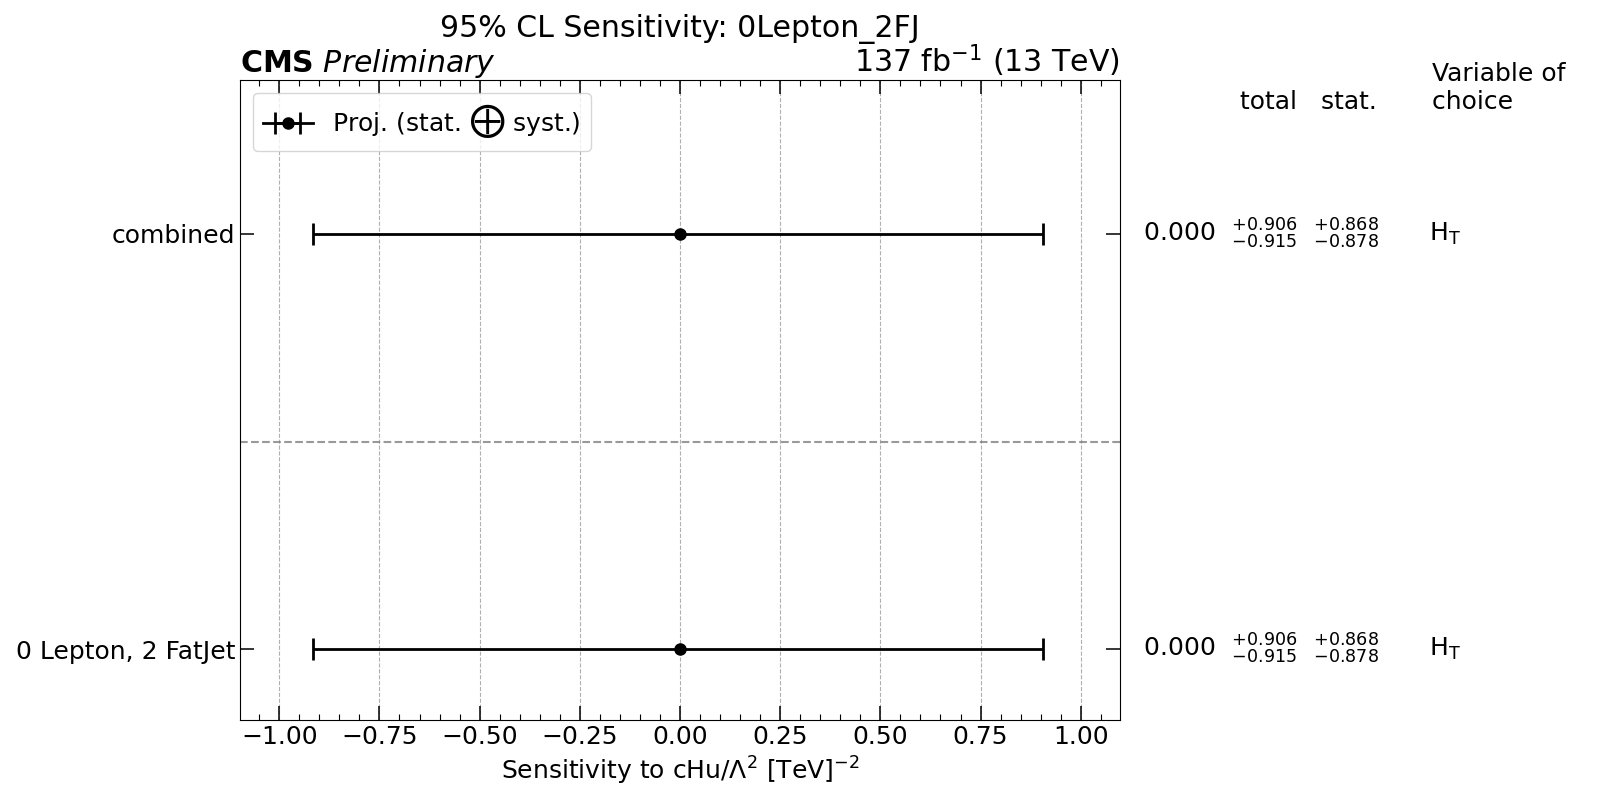 95% CL Sensitivity: 0Lepton_2FJ
CMS Preliminary 137 fb⁻¹ (13 TeV)
Variable of
total stat. choice
Proj. (stat. ⊕ syst.)
combined 0.000 +0.906 −0.915 +0.868 −0.878 H_T
0 Lepton, 2 FatJet 0.000 +0.906 −0.915 +0.868 −0.878 H_T
−1.00 −0.75 −0.50 −0.25 0.00 0.25 0.50 0.75 1.00
Sensitivity to cHu/Λ² [TeV]⁻²